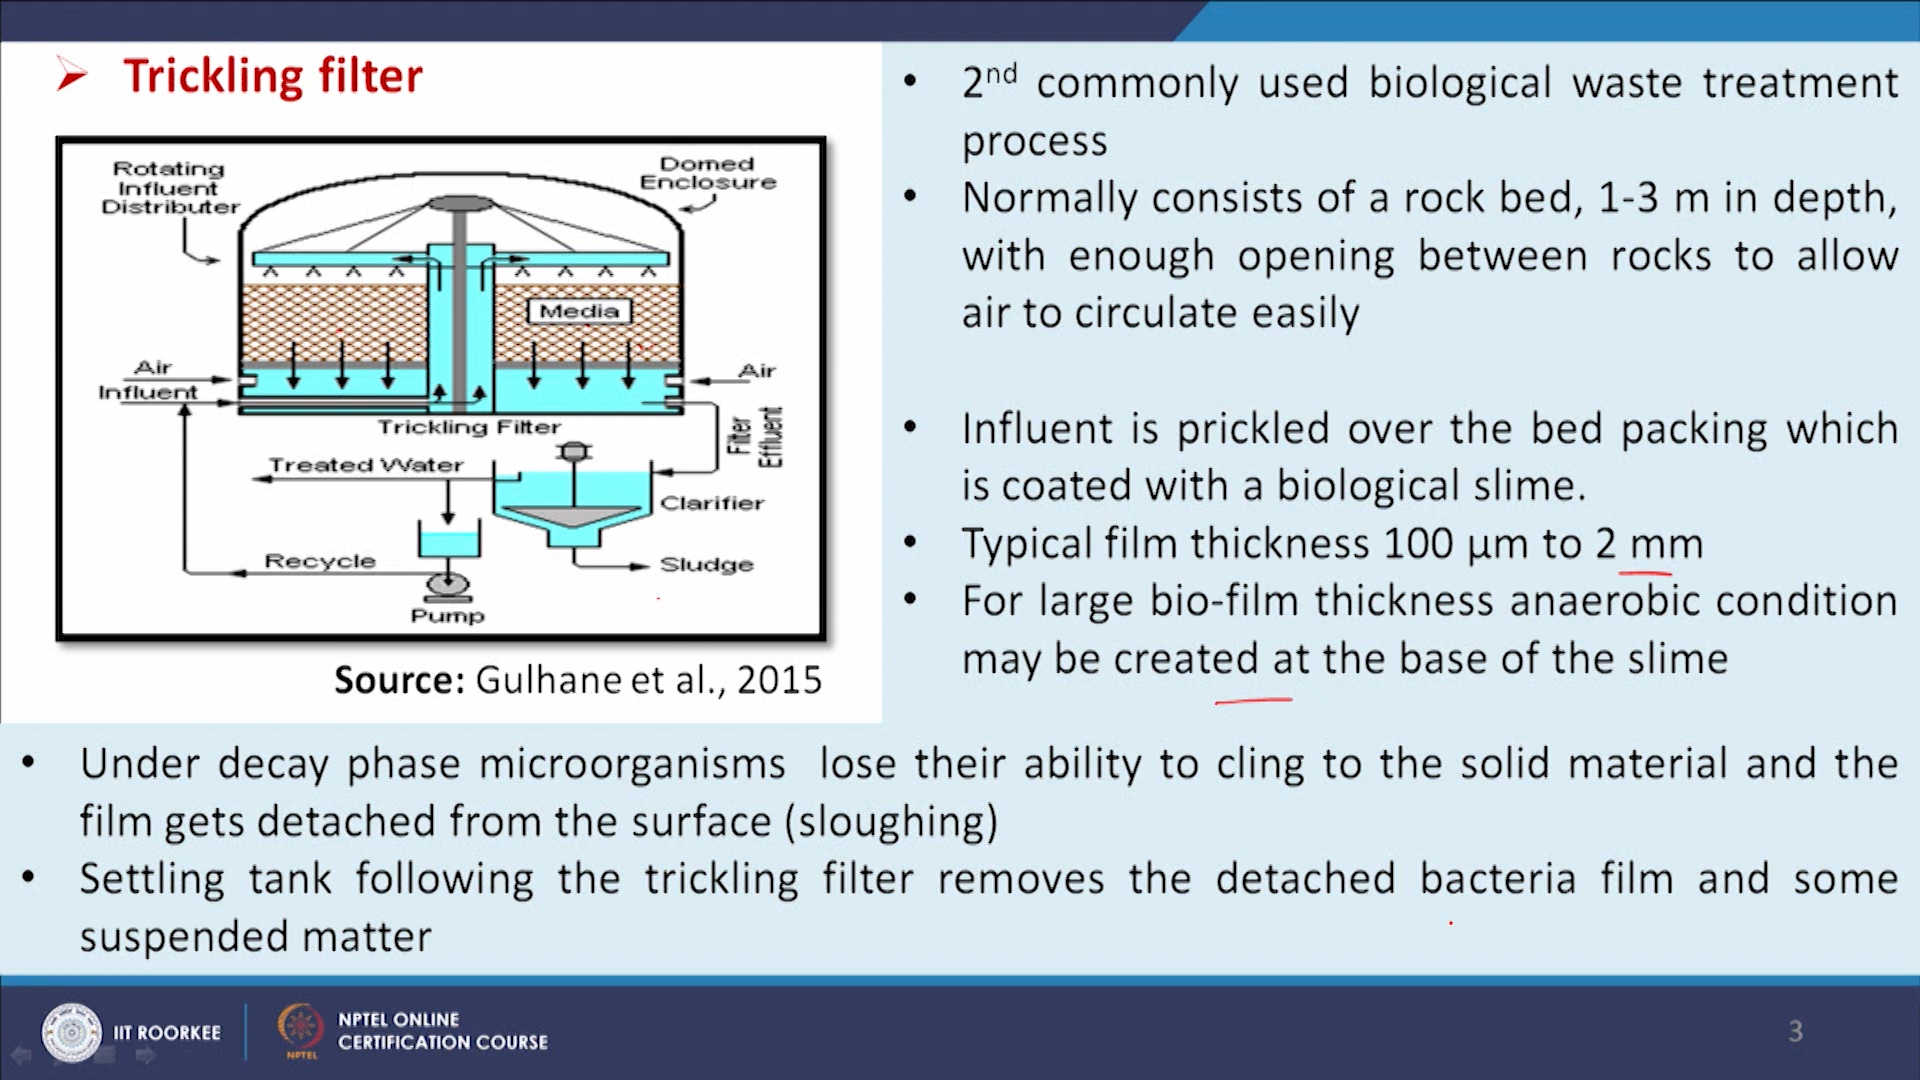 Trickling filter
Rotating
Influent
Distributer
Domed
Enclosure
Media
Air
Influent
Air
Trickling Filter
Filter
Effluent
Treated Water
Clarifier
Recycle
Sludge
Pump
Source: Gulhane et al., 2015
• 2nd commonly used biological waste treatment
process
• Normally consists of a rock bed, 1-3 m in depth,
with enough opening between rocks to allow
air to circulate easily
• Influent is prickled over the bed packing which
is coated with a biological slime.
• Typical film thickness 100 µm to 2 mm
• For large bio-film thickness anaerobic condition
may be created at the base of the slime
• Under decay phase microorganisms lose their ability to cling to the solid material and the
film gets detached from the surface (sloughing)
• Settling tank following the trickling filter removes the detached bacteria film and some
suspended matter
IIT ROORKEE
NPTEL
NPTEL ONLINE
CERTIFICATION COURSE
3